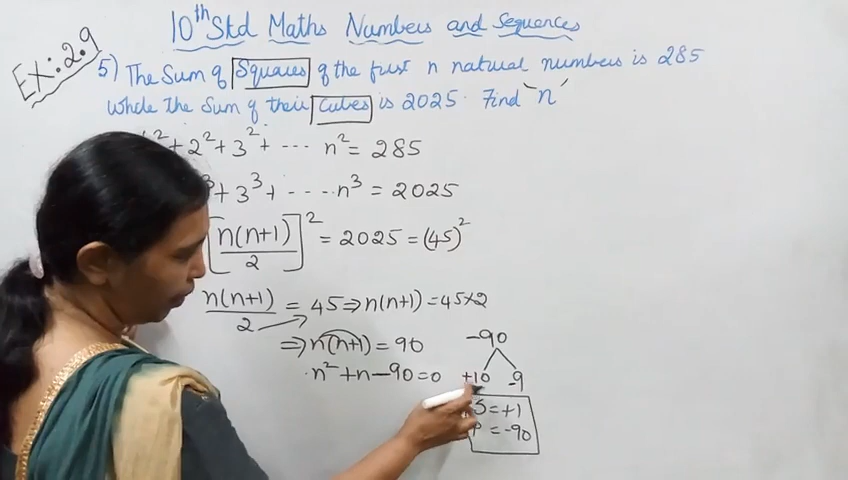 10th Std Maths Numbers and Sequences
EX: 2.9
5) The Sum of Squares of the first n natural numbers is 285
while the Sum of their Cubes is 2025. Find 'n'
² + 2² + 3² + ---- n² = 285
³ + 3³ + ---- n³ = 2025
[n(n+1)/2]² = 2025 = (45)²
n(n+1)/2 = 45 ⇒ n(n+1) = 45×2
⇒ n(n+1) = 90
n² + n - 90 = 0
-90
+10 -9
S = +1
P = -90